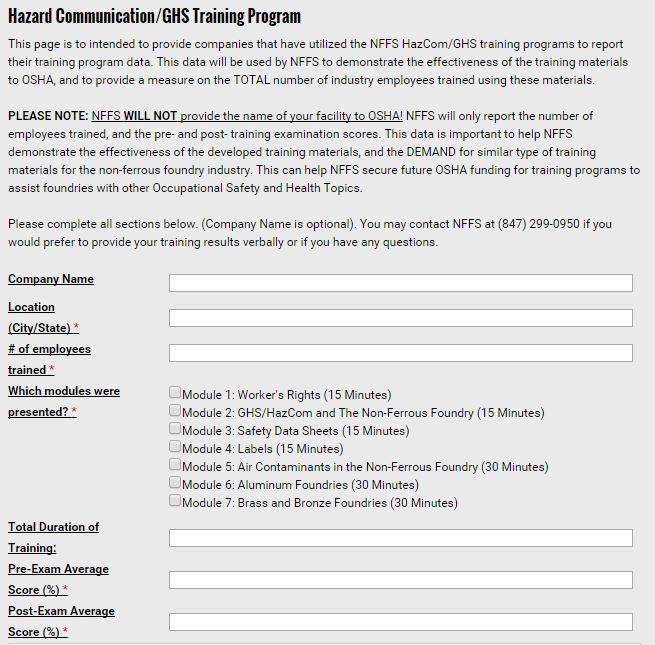 Hazard Communication/GHS Training Program
This page is to intended to provide companies that have utilized the NFFS HazCom/GHS training programs to report
their training program data. This data will be used by NFFS to demonstrate the effectiveness of the training materials
to OSHA, and to provide a measure on the TOTAL number of industry employees trained using these materials.
PLEASE NOTE: NFFS WILL NOT provide the name of your facility to OSHA! NFFS will only report the number of
employees trained, and the pre- and post- training examination scores. This data is important to help NFFS
demonstrate the effectiveness of the developed training materials, and the DEMAND for similar type of training
materials for the non-ferrous foundry industry. This can help NFFS secure future OSHA funding for training programs to
assist foundries with other Occupational Safety and Health Topics.
Please complete all sections below. (Company Name is optional). You may contact NFFS at (847) 299-0950 if you
would prefer to provide your training results verbally or if you have any questions.
Company Name
Location
(City/State) *
# of employees
trained *
Which modules were
presented? *
Module 1: Worker's Rights (15 Minutes)
Module 2: GHS/HazCom and The Non-Ferrous Foundry (15 Minutes)
Module 3: Safety Data Sheets (15 Minutes)
Module 4: Labels (15 Minutes)
Module 5: Air Contaminants in the Non-Ferrous Foundry (30 Minutes)
Module 6: Aluminum Foundries (30 Minutes)
Module 7: Brass and Bronze Foundries (30 Minutes)
Total Duration of
Training:
Pre-Exam Average
Score (%) *
Post-Exam Average
Score (%) *